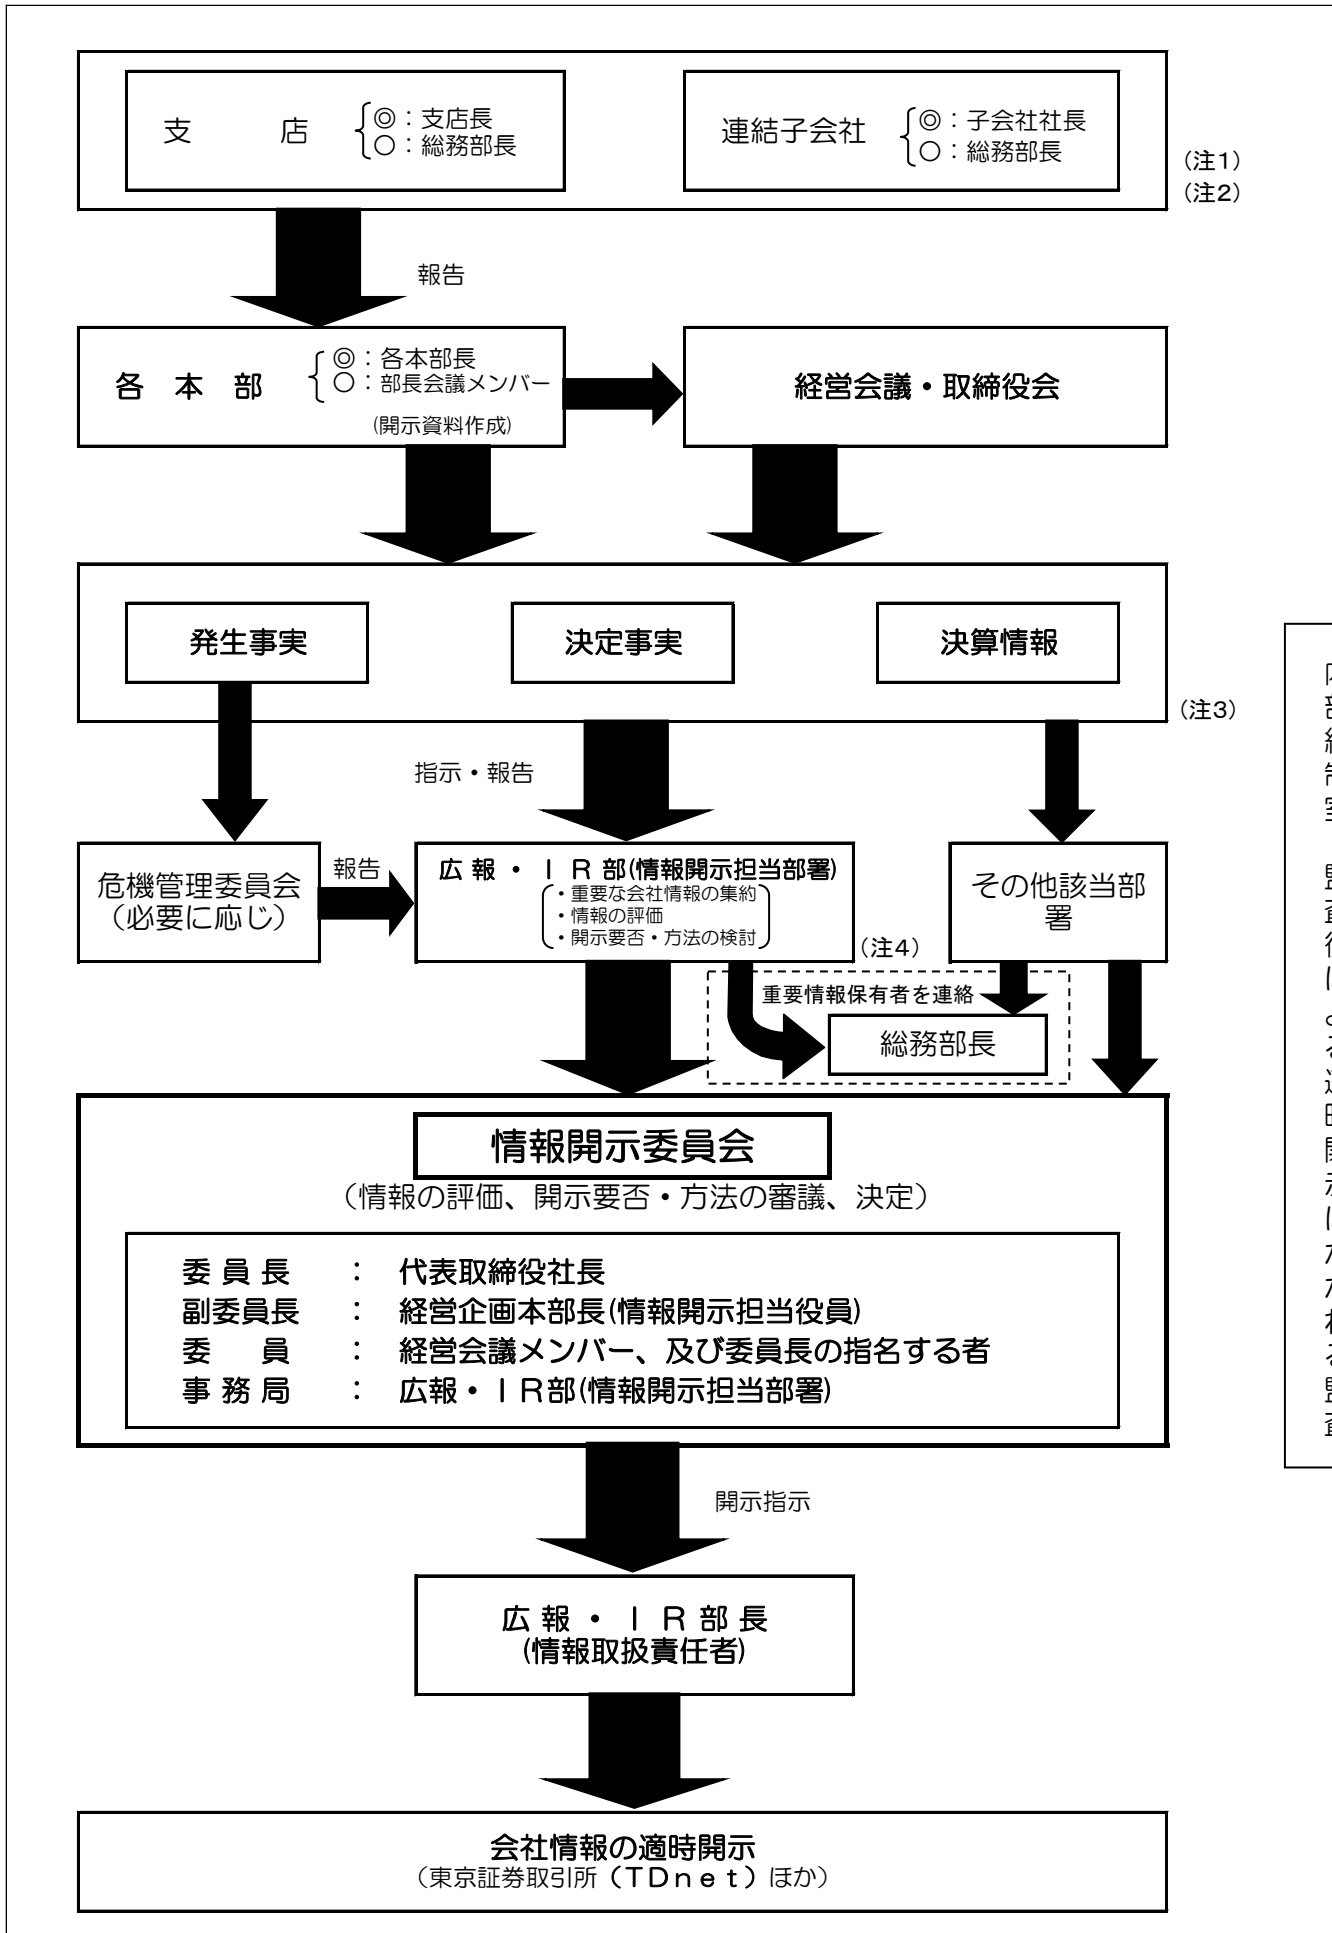 支　　店
◎：支店長
○：総務部長
連結子会社
◎：子会社社長
○：総務部長
(注1)
(注2)
報告
各 本 部
◎：各本部長
○：部長会議メンバー
(開示資料作成)
経営会議・取締役会
発生事実
決定事実
決算情報
(注3)
指示・報告
危機管理委員会
(必要に応じ)
報告
広 報 ・ Ｉ Ｒ 部(情報開示担当部署)
・重要な会社情報の集約
・情報の評価
・開示要否・方法の検討
(注4)
その他該当部
署
重要情報保有者を連絡
総務部長
情報開示委員会
（情報の評価、開示要否・方法の審議、決定）
委 員 長　：　代表取締役社長
副委員長　：　経営企画本部長(情報開示担当役員)
委　　員　：　経営会議メンバー、及び委員長の指名する者
事 務 局　：　広報・ＩＲ部(情報開示担当部署)
開示指示
広 報 ・ Ｉ Ｒ 部 長
(情報取扱責任者)
会社情報の適時開示
（東京証券取引所（ＴＤｎｅｔ）ほか）